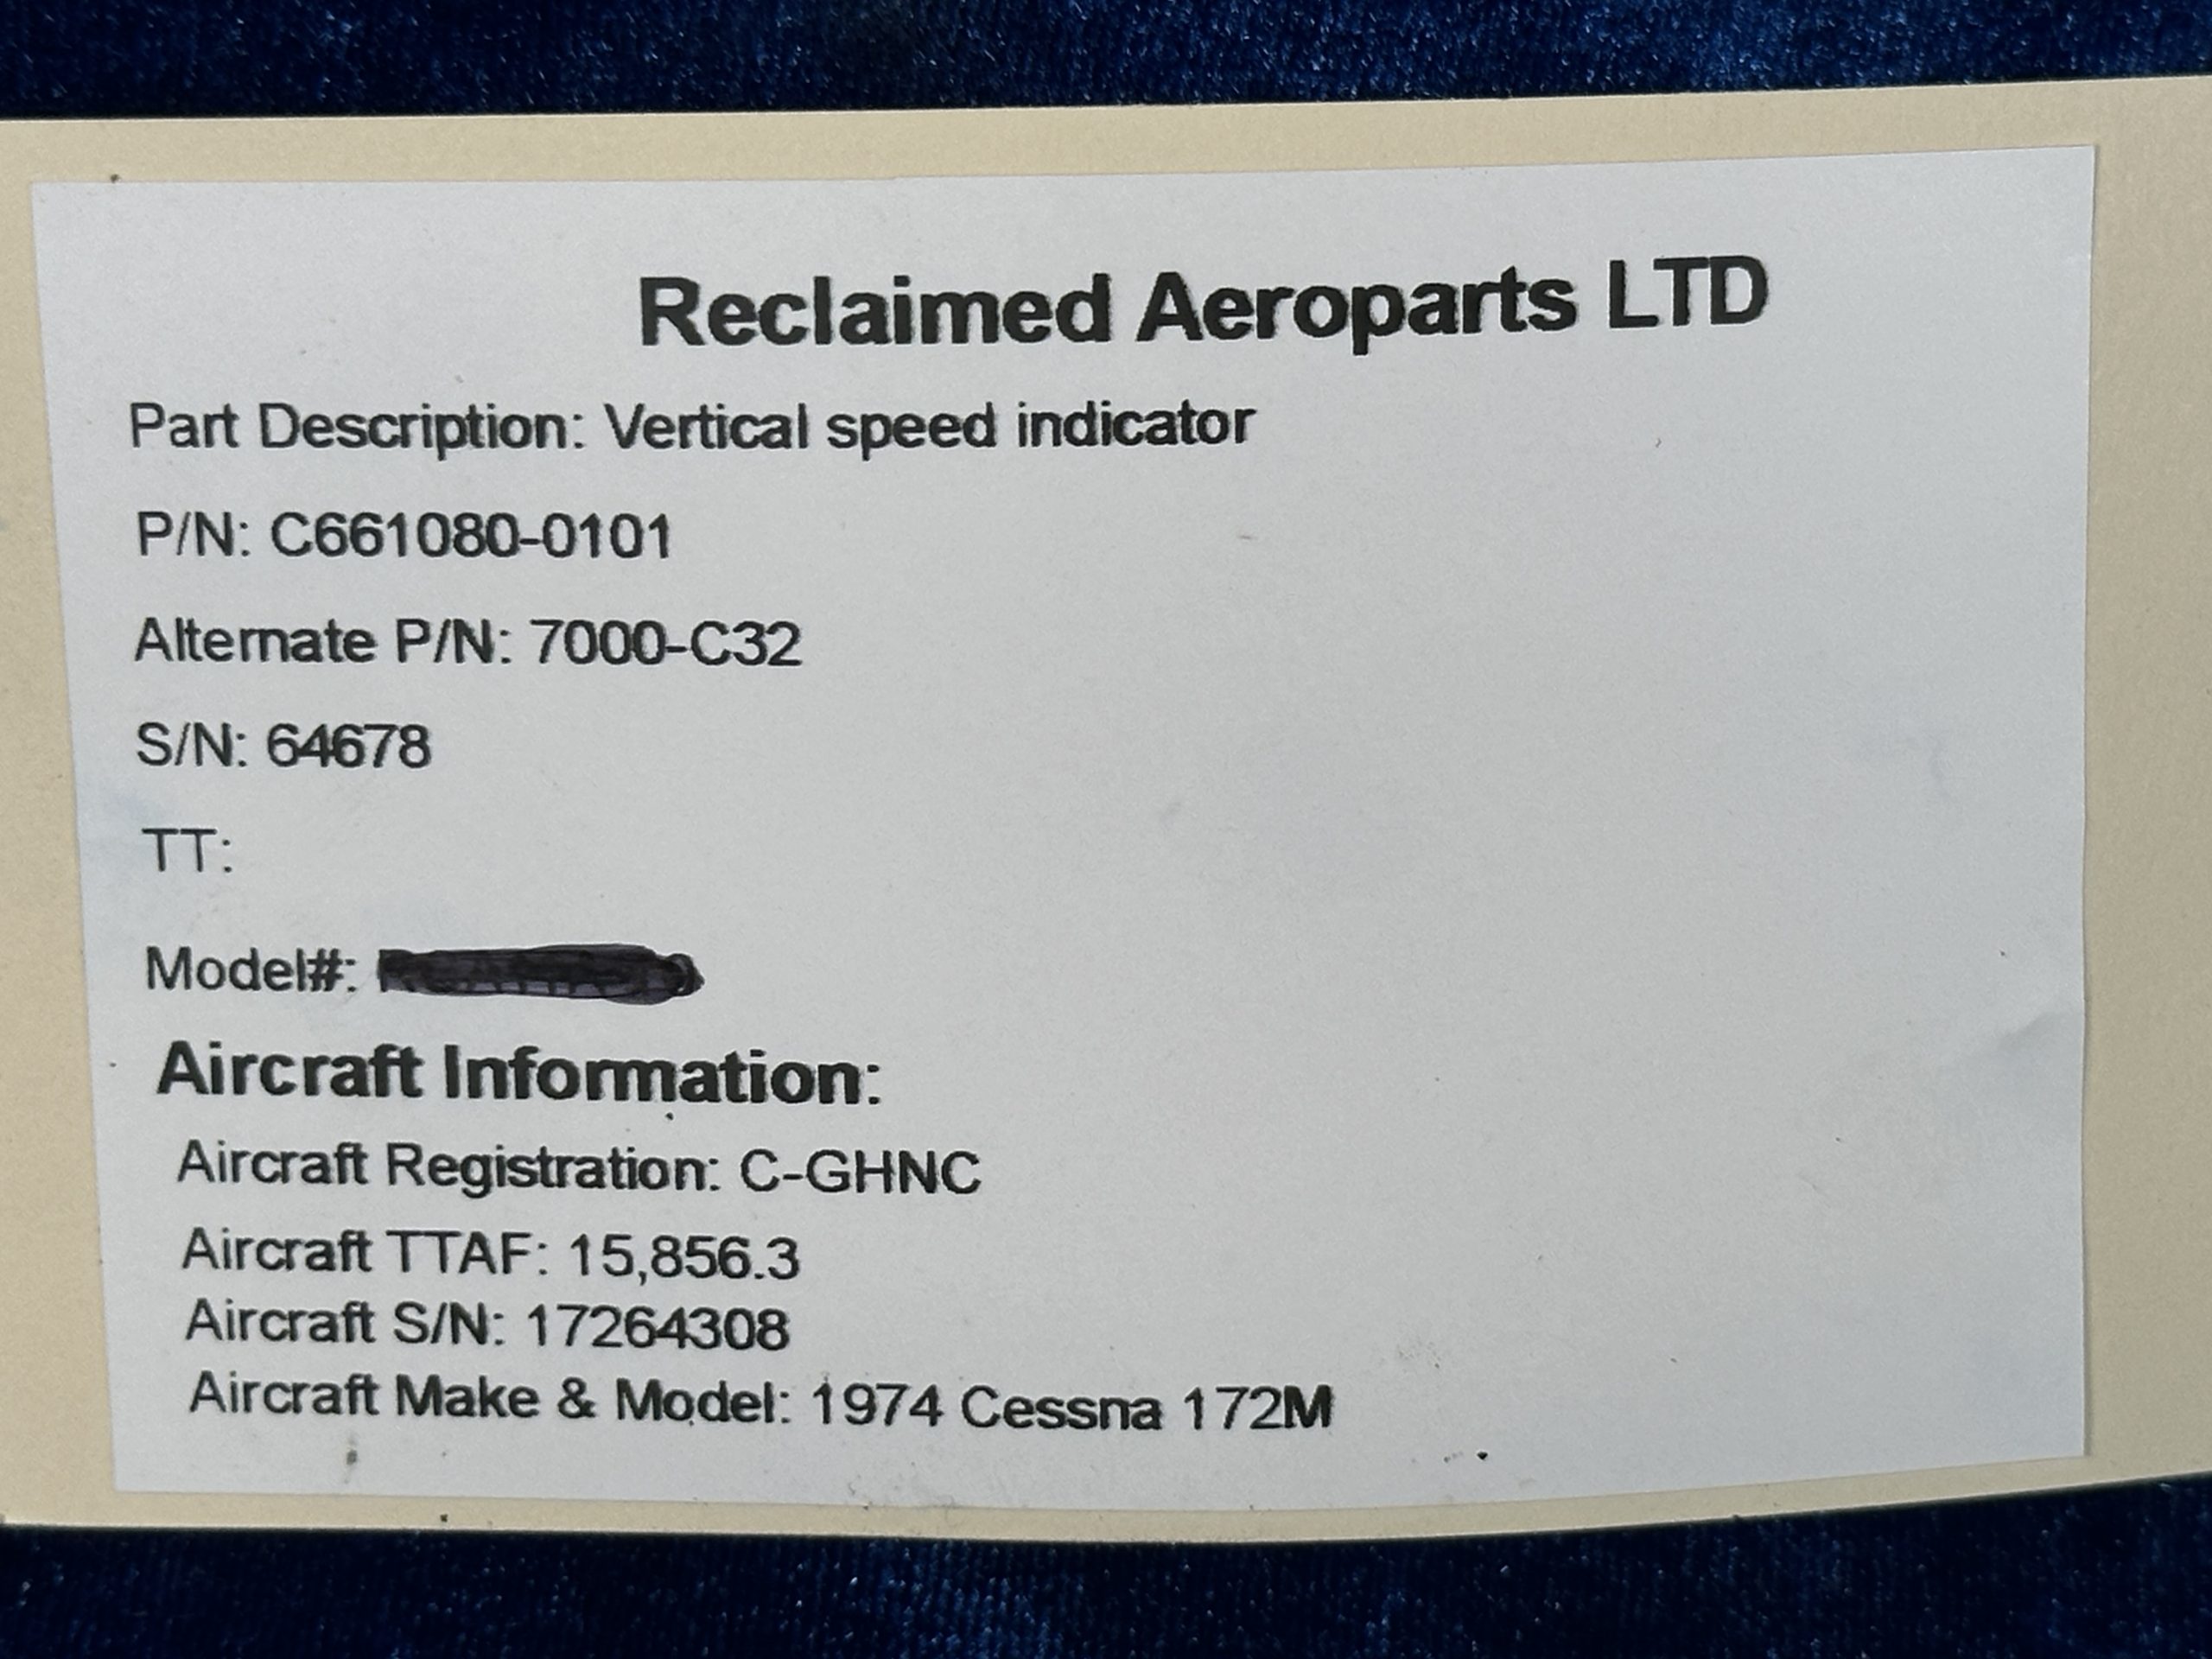 Reclaimed Aeroparts LTD
Part Description: Vertical speed indicator
P/N: C661080-0101
Alternate P/N: 7000-C32
S/N: 64678
TT:
Model#:
Aircraft Information:
Aircraft Registration: C-GHNC
Aircraft TTAF: 15,856.3
Aircraft S/N: 17264308
Aircraft Make & Model: 1974 Cessna 172M